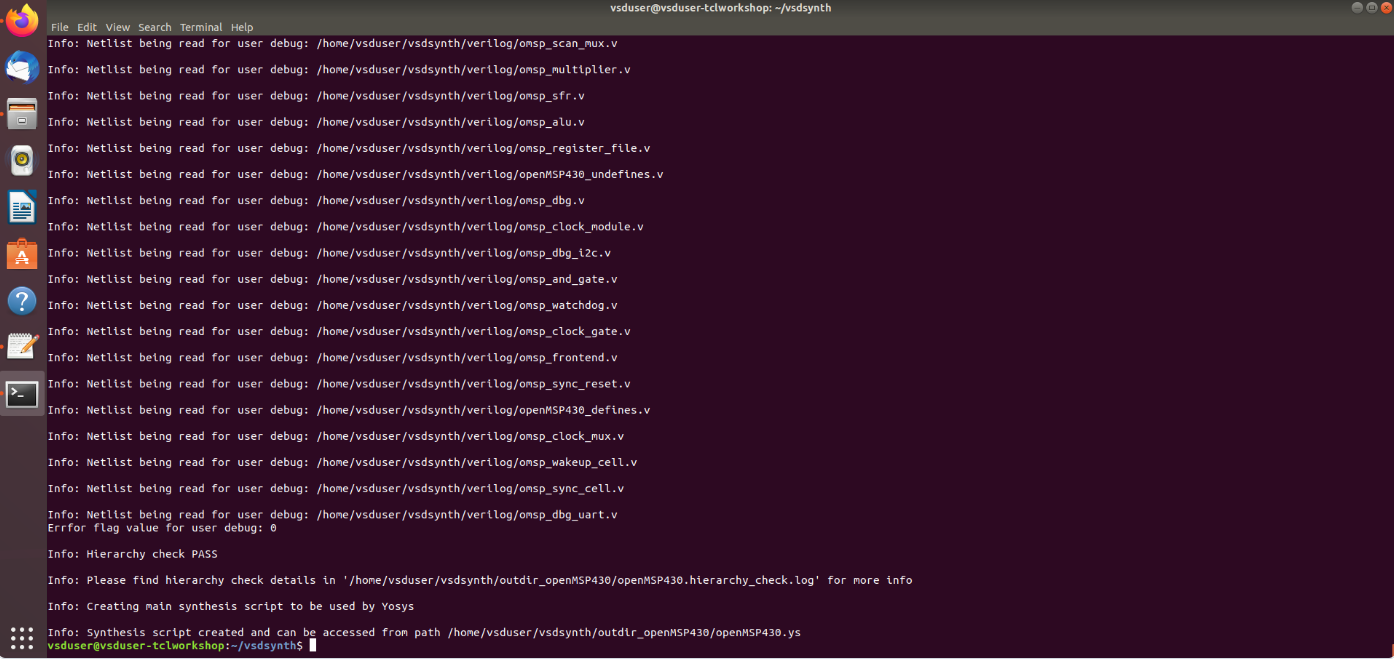 vsduser@vsduser-tclworkshop: ~/vsdsynth
File Edit View Search Terminal Help
Info: Netlist being read for user debug: /home/vsduser/vsdsynth/verilog/omsp_scan_mux.v
Info: Netlist being read for user debug: /home/vsduser/vsdsynth/verilog/omsp_multiplier.v
Info: Netlist being read for user debug: /home/vsduser/vsdsynth/verilog/omsp_sfr.v
Info: Netlist being read for user debug: /home/vsduser/vsdsynth/verilog/omsp_alu.v
Info: Netlist being read for user debug: /home/vsduser/vsdsynth/verilog/omsp_register_file.v
Info: Netlist being read for user debug: /home/vsduser/vsdsynth/verilog/openMSP430_undefines.v
Info: Netlist being read for user debug: /home/vsduser/vsdsynth/verilog/omsp_dbg.v
Info: Netlist being read for user debug: /home/vsduser/vsdsynth/verilog/omsp_clock_module.v
Info: Netlist being read for user debug: /home/vsduser/vsdsynth/verilog/omsp_dbg_i2c.v
Info: Netlist being read for user debug: /home/vsduser/vsdsynth/verilog/omsp_and_gate.v
Info: Netlist being read for user debug: /home/vsduser/vsdsynth/verilog/omsp_watchdog.v
Info: Netlist being read for user debug: /home/vsduser/vsdsynth/verilog/omsp_clock_gate.v
Info: Netlist being read for user debug: /home/vsduser/vsdsynth/verilog/omsp_frontend.v
Info: Netlist being read for user debug: /home/vsduser/vsdsynth/verilog/omsp_sync_reset.v
Info: Netlist being read for user debug: /home/vsduser/vsdsynth/verilog/openMSP430_defines.v
Info: Netlist being read for user debug: /home/vsduser/vsdsynth/verilog/omsp_clock_mux.v
Info: Netlist being read for user debug: /home/vsduser/vsdsynth/verilog/omsp_wakeup_cell.v
Info: Netlist being read for user debug: /home/vsduser/vsdsynth/verilog/omsp_sync_cell.v
Info: Netlist being read for user debug: /home/vsduser/vsdsynth/verilog/omsp_dbg_uart.v
Errfor flag value for user debug: 0
Info: Hierarchy check PASS
Info: Please find hierarchy check details in '/home/vsduser/vsdsynth/outdir_openMSP430/openMSP430.hierarchy_check.log' for more info
Info: Creating main synthesis script to be used by Yosys
Info: Synthesis script created and can be accessed from path /home/vsduser/vsdsynth/outdir_openMSP430/openMSP430.ys
vsduser@vsduser-tclworkshop:~/vsdsynth$